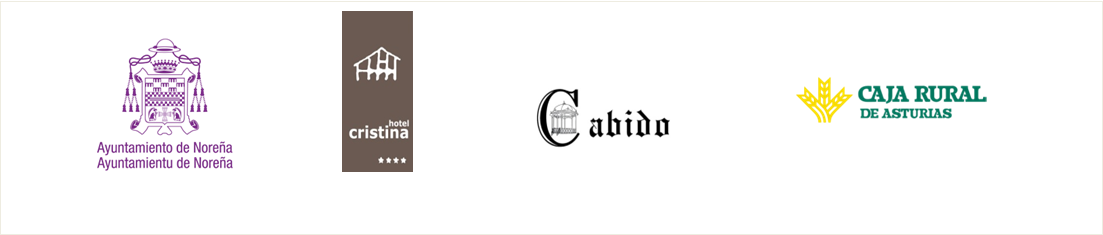 Ayuntamiento de Noreña
Ayuntamientu de Noreña
hotel
cristina
Cabido
CAJA RURAL
DE ASTURIAS